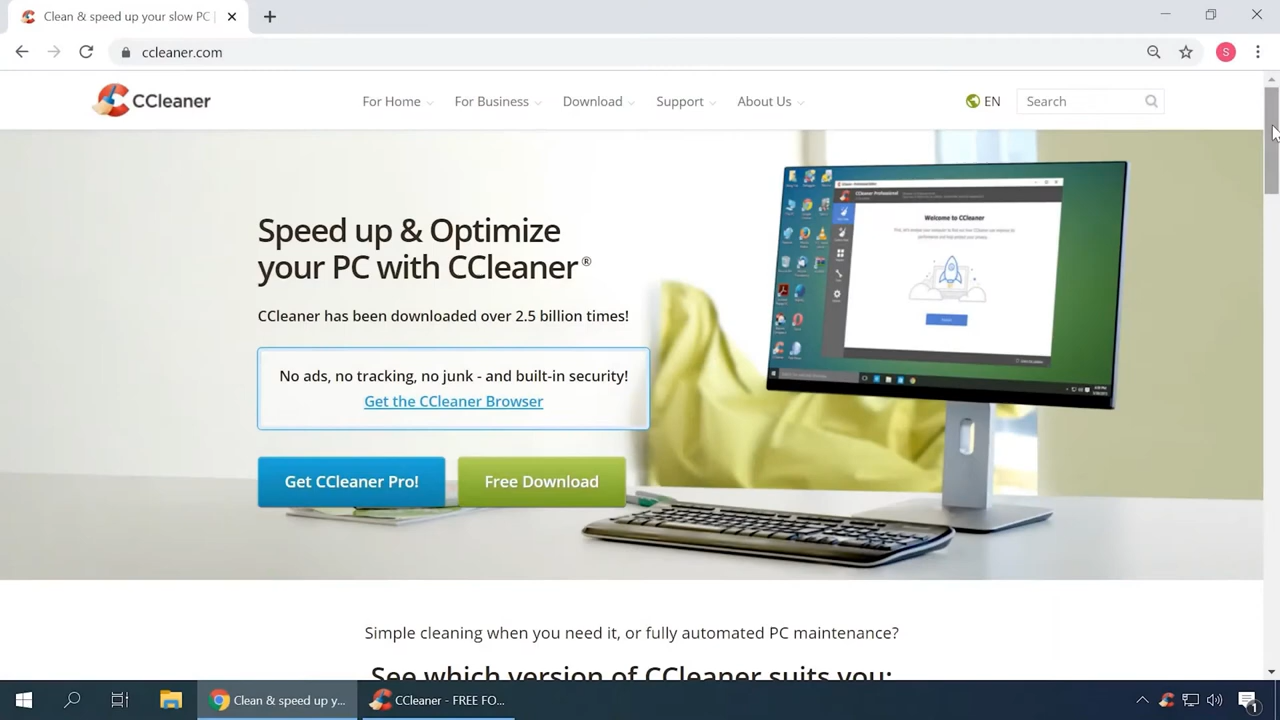 Clean & speed up your slow PC |
ccleaner.com
S
CCleaner
For Home
For Business
Download
Support
About Us
EN
Search
Speed up & Optimize
your PC with CCleaner®
CCleaner has been downloaded over 2.5 billion times!
No ads, no tracking, no junk - and built-in security!
Get the CCleaner Browser
Get CCleaner Pro!
Free Download
Welcome to CCleaner
Simple cleaning when you need it, or fully automated PC maintenance?
See which version of CCleaner suits you:
Clean & speed up y...
CCleaner - FREE FO...
1